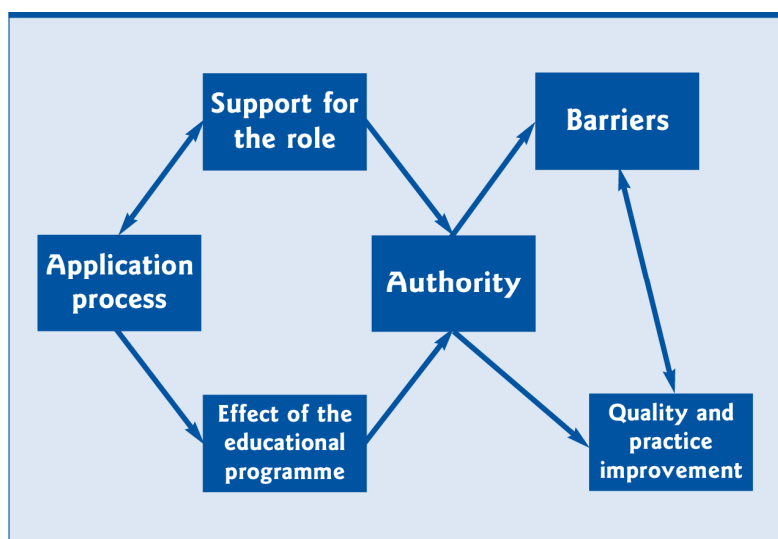 Support for
the role
Barriers
Application
process
Authority
Effect of the
educational
programme
Quality and
practice
improvement